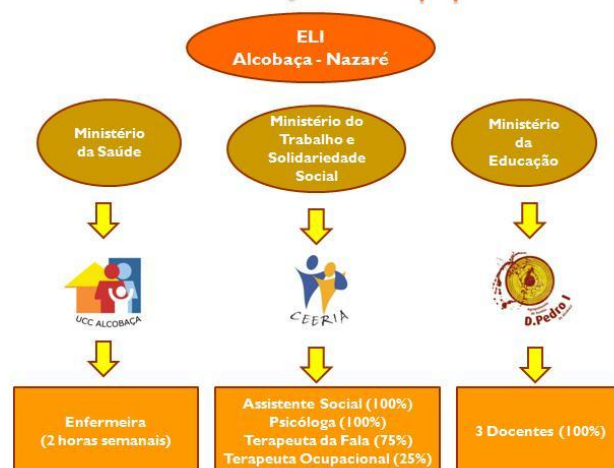 ELI
Alcobaça - Nazaré
Ministério
da Saúde
Ministério do
Trabalho e
Solidariedade
Social
Ministério
da
Educação
UCC ALCOBAÇA
CEERIA
D.Pedro I
Enfermeira
(2 horas semanais)
Assistente Social (100%)
Psicóloga (100%)
Terapeuta da Fala (75%)
Terapeuta Ocupacional (25%)
3 Docentes (100%)